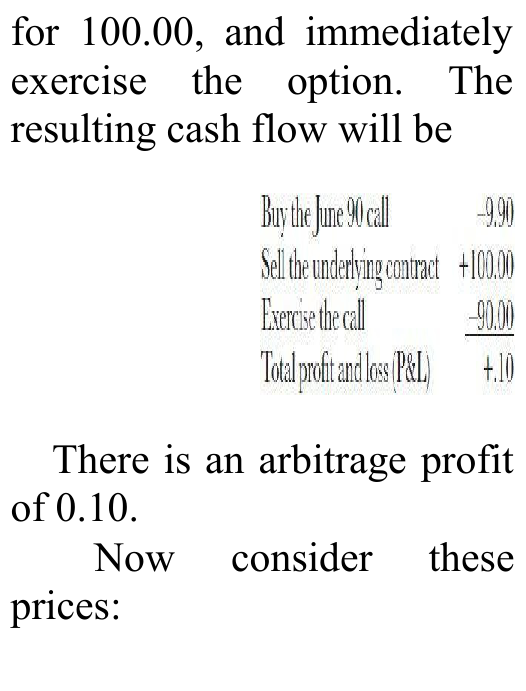 for 100.00, and immediately
exercise the option. The
resulting cash flow will be
Buy the June 90 call –9.90
Sell the underlying contract +100.00
Exercise the call –90.00
Total profit and loss (P&L) +.10
There is an arbitrage profit
of 0.10.
Now consider these
prices: